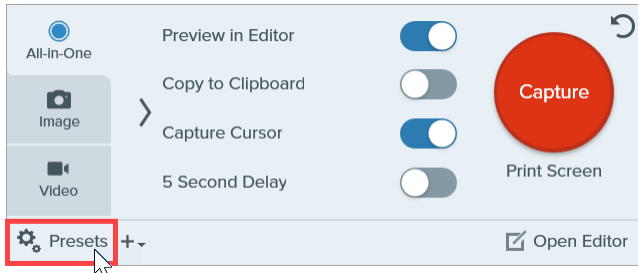 All-in-One
Image
Video
Preview in Editor
Copy to Clipboard
Capture Cursor
5 Second Delay
Capture
Print Screen
Presets
Open Editor